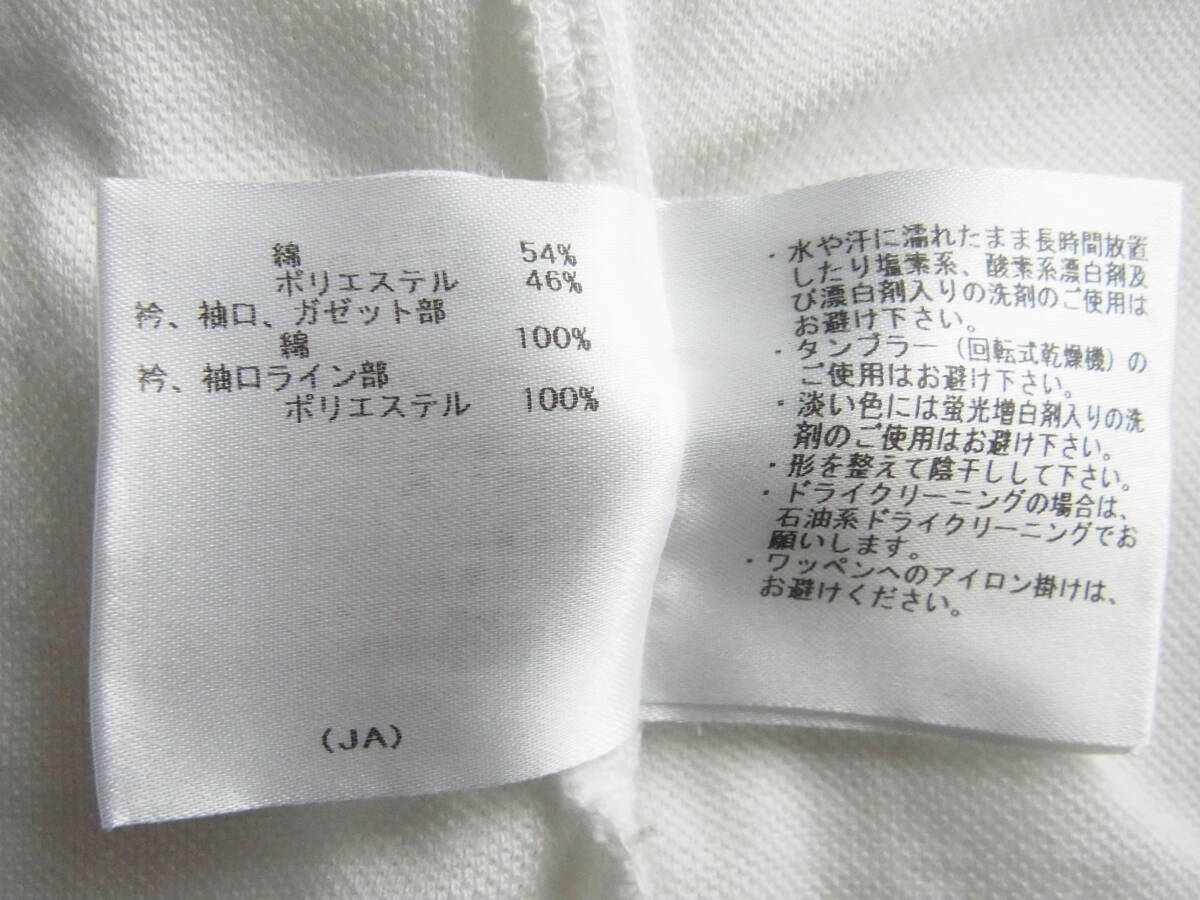 綿 54%
ポリエステル 46%
衿、袖口、ガゼット部
綿 100%
衿、袖口ライン部
ポリエステル 100%
(JA)
・水や汗に濡れたまま長時間放置
したり塩素系、酸素系漂白剤及
び漂白剤入りの洗剤のご使用は
お避け下さい。
・タンブラー（回転式乾燥機）の
ご使用はお避け下さい。
・淡い色には蛍光増白剤入りの洗
剤のご使用はお避け下さい。
・形を整えて陰干しして下さい。
・ドライクリーニングの場合は、
石油系ドライクリーニングでお
願いします。
・ワッペンへのアイロン掛けは、
お避けください。